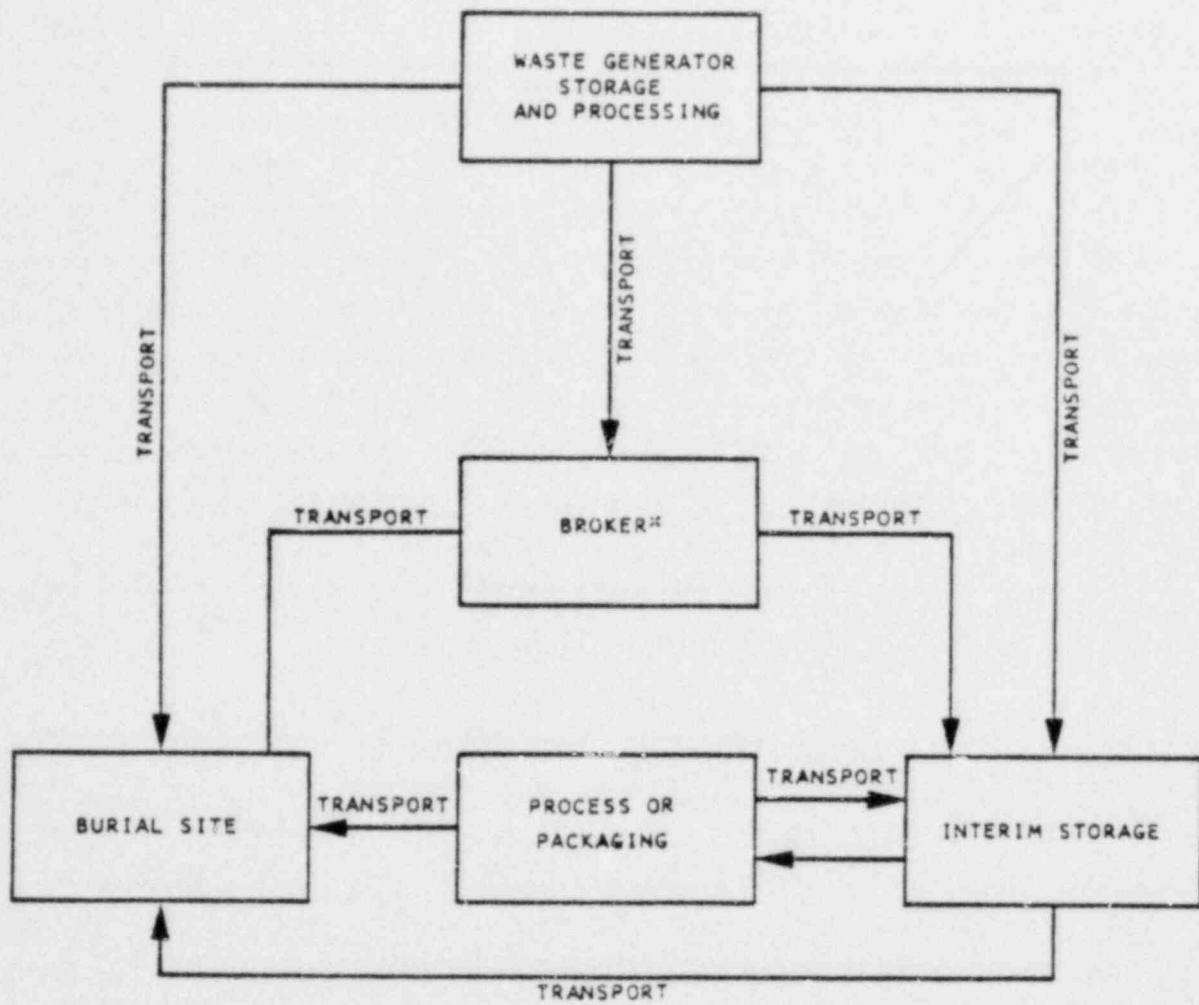 WASTE GENERATOR
STORAGE
AND PROCESSING
TRANSPORT
TRANSPORT
TRANSPORT
TRANSPORT
BROKER*
TRANSPORT
BURIAL SITE
TRANSPORT
PROCESS OR
PACKAGING
TRANSPORT
INTERIM STORAGE
TRANSPORT